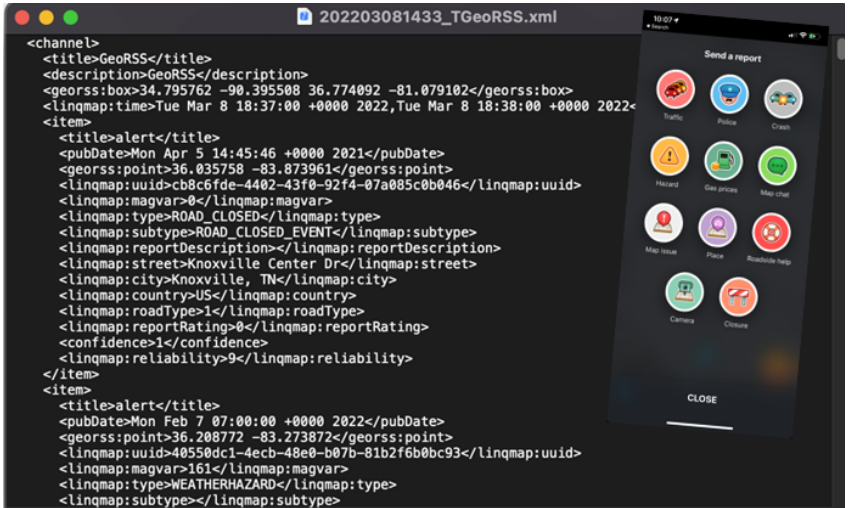 202203081433_TGeoRSS.xml
<channel>
<title>GeoRSS</title>
<description>GeoRSS</description>
<georss:box>34.795762 -90.395508 36.774092 -81.079102</georss:box>
<linqmap:time>Tue Mar 8 18:37:00 +0000 2022,Tue Mar 8 18:38:00 +0000 2022<
<item>
<title>alert</title>
<pubDate>Mon Apr 5 14:45:46 +0000 2021</pubDate>
<georss:point>36.035758 -83.873961</georss:point>
<linqmap:uuid>cb8c6fde-4402-43f0-92f4-07a085c0b046</linqmap:uuid>
<linqmap:magvar>0</linqmap:magvar>
<linqmap:type>ROAD_CLOSED</linqmap:type>
<linqmap:subtype>ROAD_CLOSED_EVENT</linqmap:subtype>
<linqmap:reportDescription></linqmap:reportDescription>
<linqmap:street>Knoxville Center Dr</linqmap:street>
<linqmap:city>Knoxville, TN</linqmap:city>
<linqmap:country>US</linqmap:country>
<linqmap:roadType>1</linqmap:roadType>
<linqmap:reportRating>0</linqmap:reportRating>
<confidence>1</confidence>
<linqmap:reliability>9</linqmap:reliability>
</item>
<item>
<title>alert</title>
<pubDate>Mon Feb 7 07:00:00 +0000 2022</pubDate>
<georss:point>36.208772 -83.273872</georss:point>
<linqmap:uuid>40550dc1-4ecb-48e0-b07b-81b2f6b0bc93</linqmap:uuid>
<linqmap:magvar>161</linqmap:magvar>
<linqmap:type>WEATHERHAZARD</linqmap:type>
<linqmap:subtype></linqmap:subtype>
10:07
Search
Send a report
Traffic Police Crash
Hazard Gas prices Map chat
Map issue Place Roadside help
Camera Closure
CLOSE